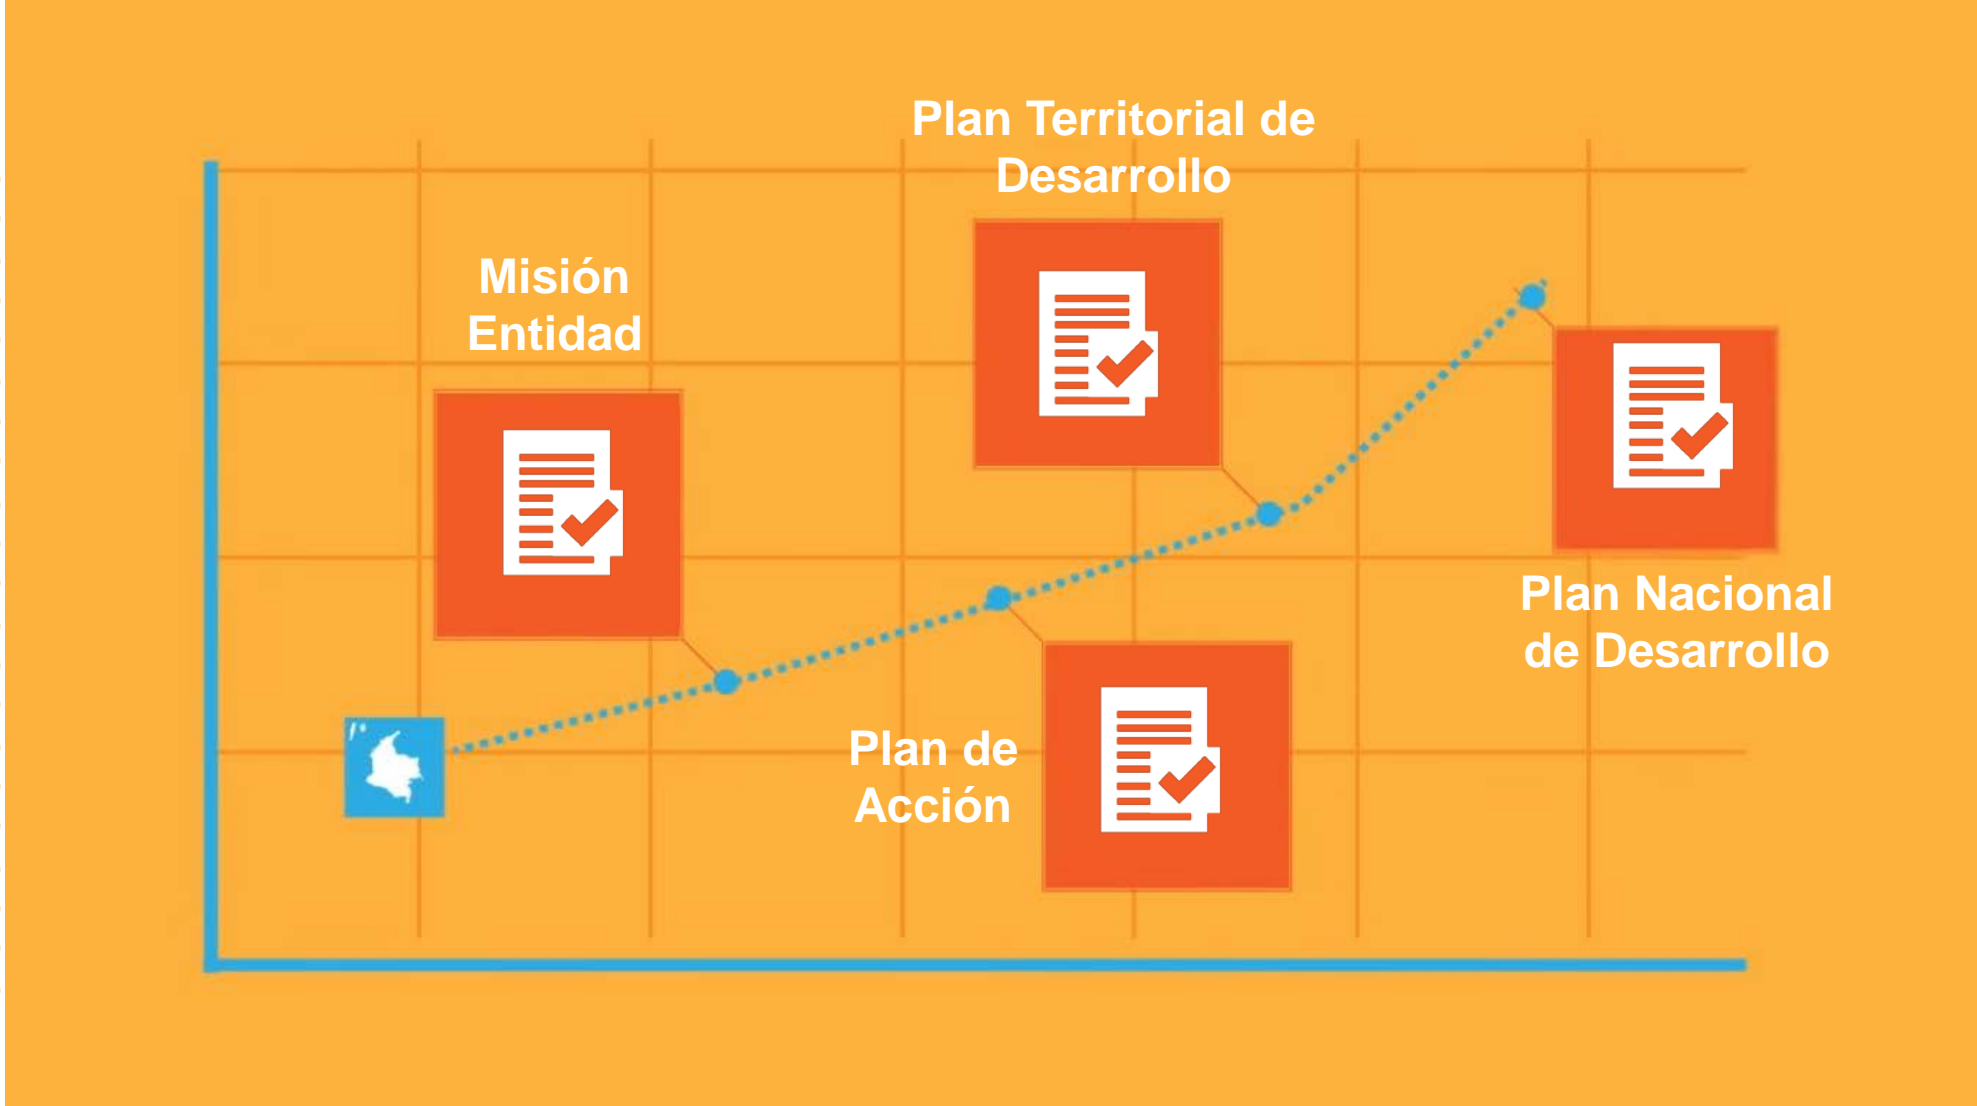 Plan Territorial de
Desarrollo
Misión
Entidad
Plan Nacional
de Desarrollo
Plan de
Acción